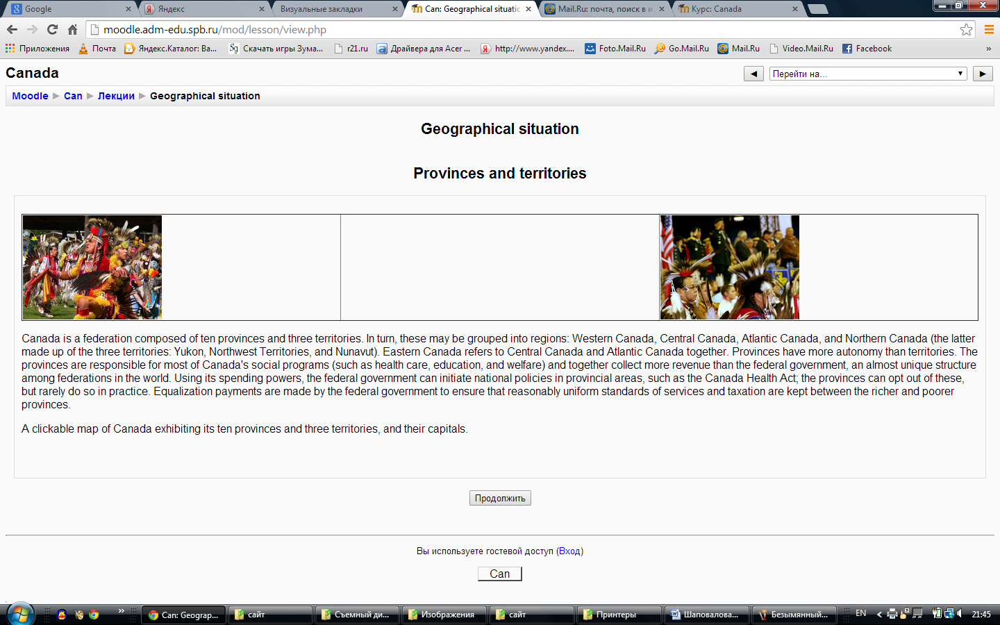 Google
Яндекс
Визуальные закладки
Can: Geographical situatic
Mail.Ru: почта, поиск в и
Курс: Canada
moodle.adm-edu.spb.ru/mod/lesson/view.php
Приложения
Почта
Яндекс.Каталог: Ba...
Скачать игры Зума...
r21.ru
Драйвера для Acer ...
http://www.yandex....
Foto.Mail.Ru
Go.Mail.Ru
Mail.Ru
Video.Mail.Ru
Facebook
»
Canada
◄ Перейти на... ►
Moodle ► Can ► Лекции ► Geographical situation
Geographical situation
Provinces and territories
Canada is a federation composed of ten provinces and three territories. In turn, these may be grouped into regions: Western Canada, Central Canada, Atlantic Canada, and Northern Canada (the latter
made up of the three territories: Yukon, Northwest Territories, and Nunavut). Eastern Canada refers to Central Canada and Atlantic Canada together. Provinces have more autonomy than territories. The
provinces are responsible for most of Canada's social programs (such as health care, education, and welfare) and together collect more revenue than the federal government, an almost unique structure
among federations in the world. Using its spending powers, the federal government can initiate national policies in provincial areas, such as the Canada Health Act; the provinces can opt out of these,
but rarely do so in practice. Equalization payments are made by the federal government to ensure that reasonably uniform standards of services and taxation are kept between the richer and poorer
provinces.
A clickable map of Canada exhibiting its ten provinces and three territories, and their capitals.
Продолжить
Вы используете гостевой доступ (Вход)
Can
»
Can: Geograp...
сайт
Съемный ди...
Изображения
сайт
Принтеры
Шаповалова...
Безымянный...
EN
21:45